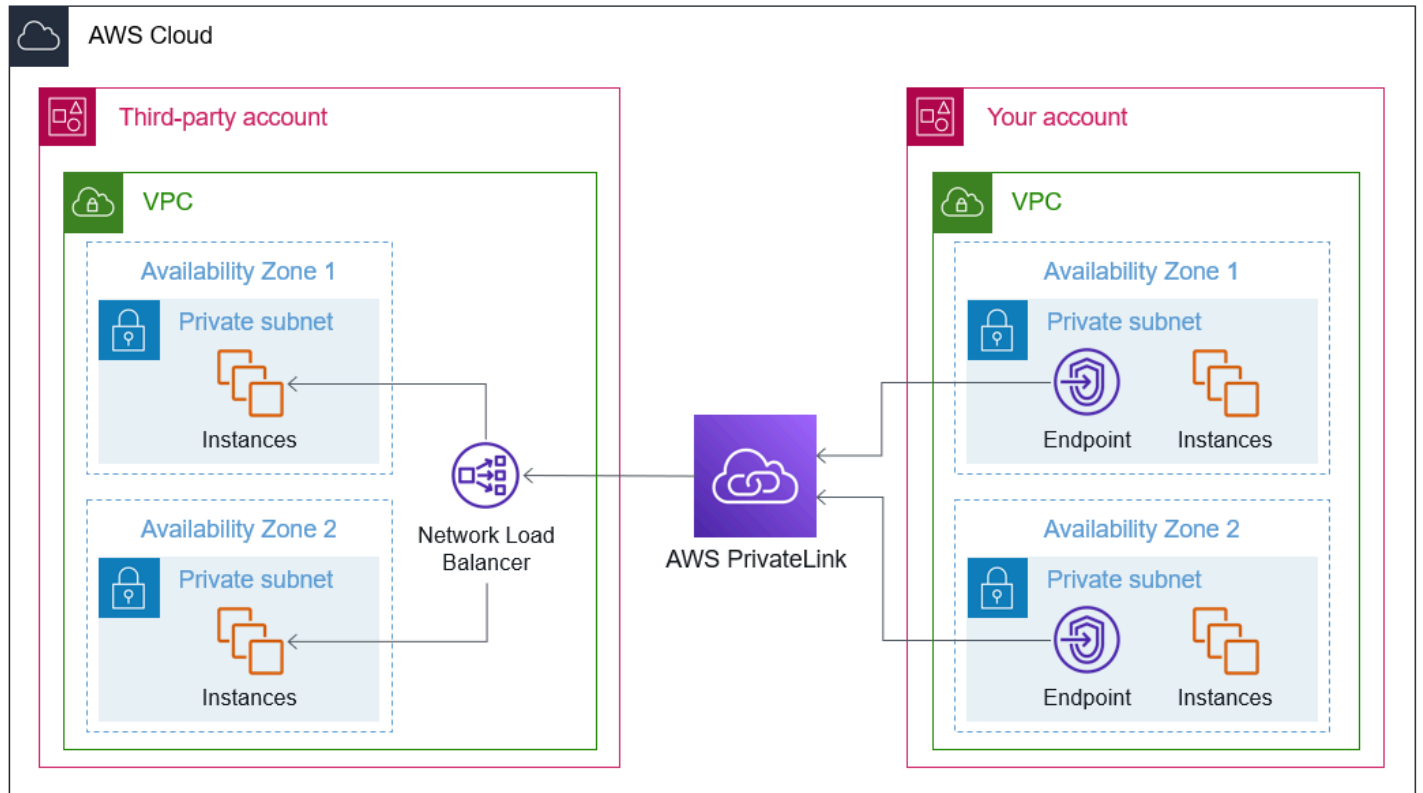 AWS Cloud
Third-party account
VPC
Availability Zone 1
Private subnet
Instances
Availability Zone 2
Private subnet
Instances
Network Load
Balancer
AWS PrivateLink
Your account
VPC
Availability Zone 1
Private subnet
Endpoint
Instances
Availability Zone 2
Private subnet
Endpoint
Instances